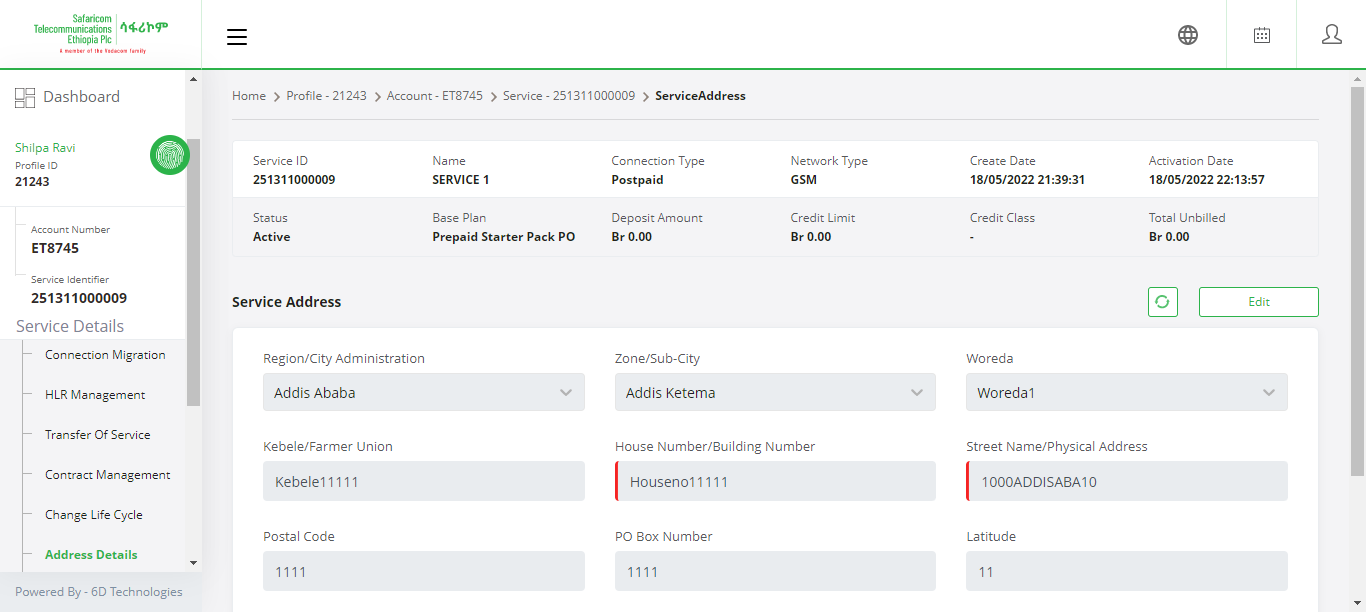 Safaricom
Telecommunications
Ethiopia Plc
ሳፋሪኮም
A member of the Vodacom family
Dashboard
Shilpa Ravi
Profile ID
21243
Account Number
ET8745
Service Identifier
251311000009
Service Details
Connection Migration
HLR Management
Transfer Of Service
Contract Management
Change Life Cycle
Address Details
Powered By - 6D Technologies
Home > Profile - 21243 > Account - ET8745 > Service - 251311000009 > ServiceAddress
Service ID Name Connection Type Network Type Create Date Activation Date
251311000009 SERVICE 1 Postpaid GSM 18/05/2022 21:39:31 18/05/2022 22:13:57
Status Base Plan Deposit Amount Credit Limit Credit Class Total Unbilled
Active Prepaid Starter Pack PO Br 0.00 Br 0.00 - Br 0.00
Service Address Edit
Region/City Administration Zone/Sub-City Woreda
Addis Ababa Addis Ketema Woreda1
Kebele/Farmer Union House Number/Building Number Street Name/Physical Address
Kebele11111 Houseno11111 1000ADDISABA10
Postal Code PO Box Number Latitude
1111 1111 11